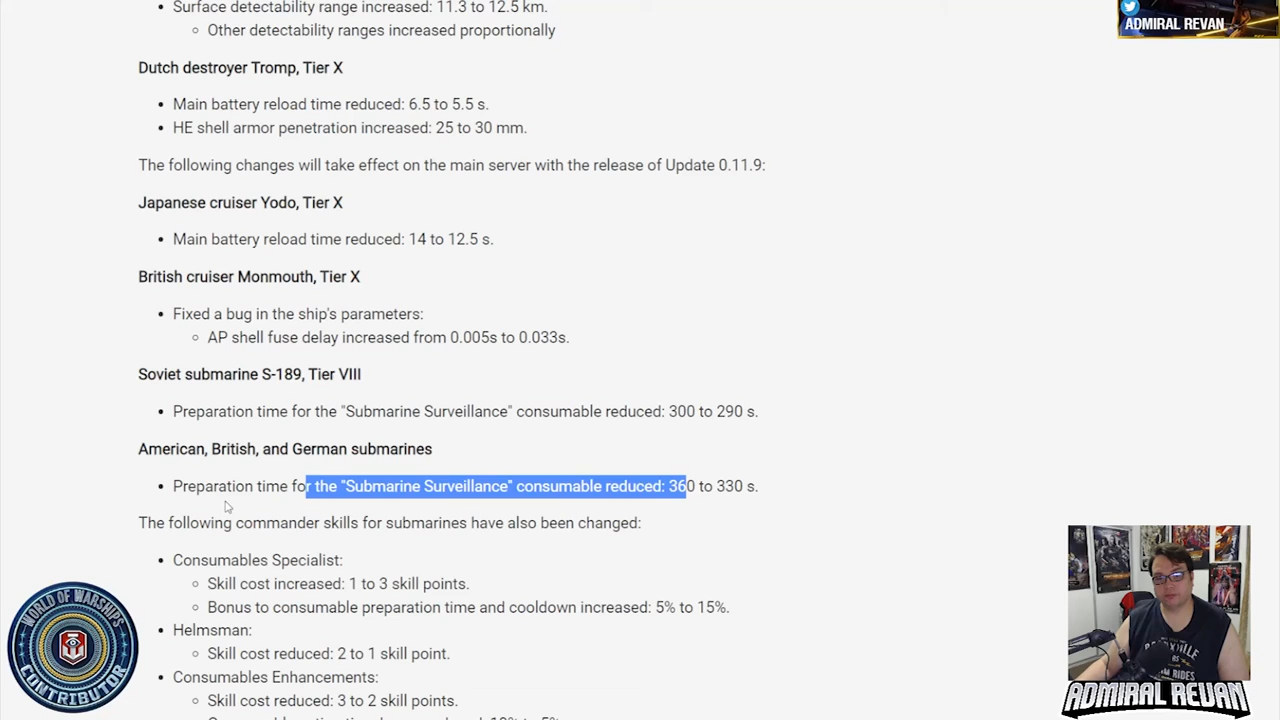 Surface detectability range increased: 11.3 to 12.5 km.
Other detectability ranges increased proportionally
ADMIRAL REVAN
Dutch destroyer Tromp, Tier X
Main battery reload time reduced: 6.5 to 5.5 s.
HE shell armor penetration increased: 25 to 30 mm.
The following changes will take effect on the main server with the release of Update 0.11.9:
Japanese cruiser Yodo, Tier X
Main battery reload time reduced: 14 to 12.5 s.
British cruiser Monmouth, Tier X
Fixed a bug in the ship's parameters:
AP shell fuse delay increased from 0.005s to 0.033s.
Soviet submarine S-189, Tier VIII
Preparation time for the "Submarine Surveillance" consumable reduced: 300 to 290 s.
American, British, and German submarines
Preparation time for the "Submarine Surveillance" consumable reduced: 360 to 330 s.
The following commander skills for submarines have also been changed:
Consumables Specialist:
Skill cost increased: 1 to 3 skill points.
Bonus to consumable preparation time and cooldown increased: 5% to 15%.
Helmsman:
Skill cost reduced: 2 to 1 skill point.
Consumables Enhancements:
Skill cost reduced: 3 to 2 skill points.
WORLD OF WARSHIPS
CONTRIBUTOR
ADMIRAL REVAN